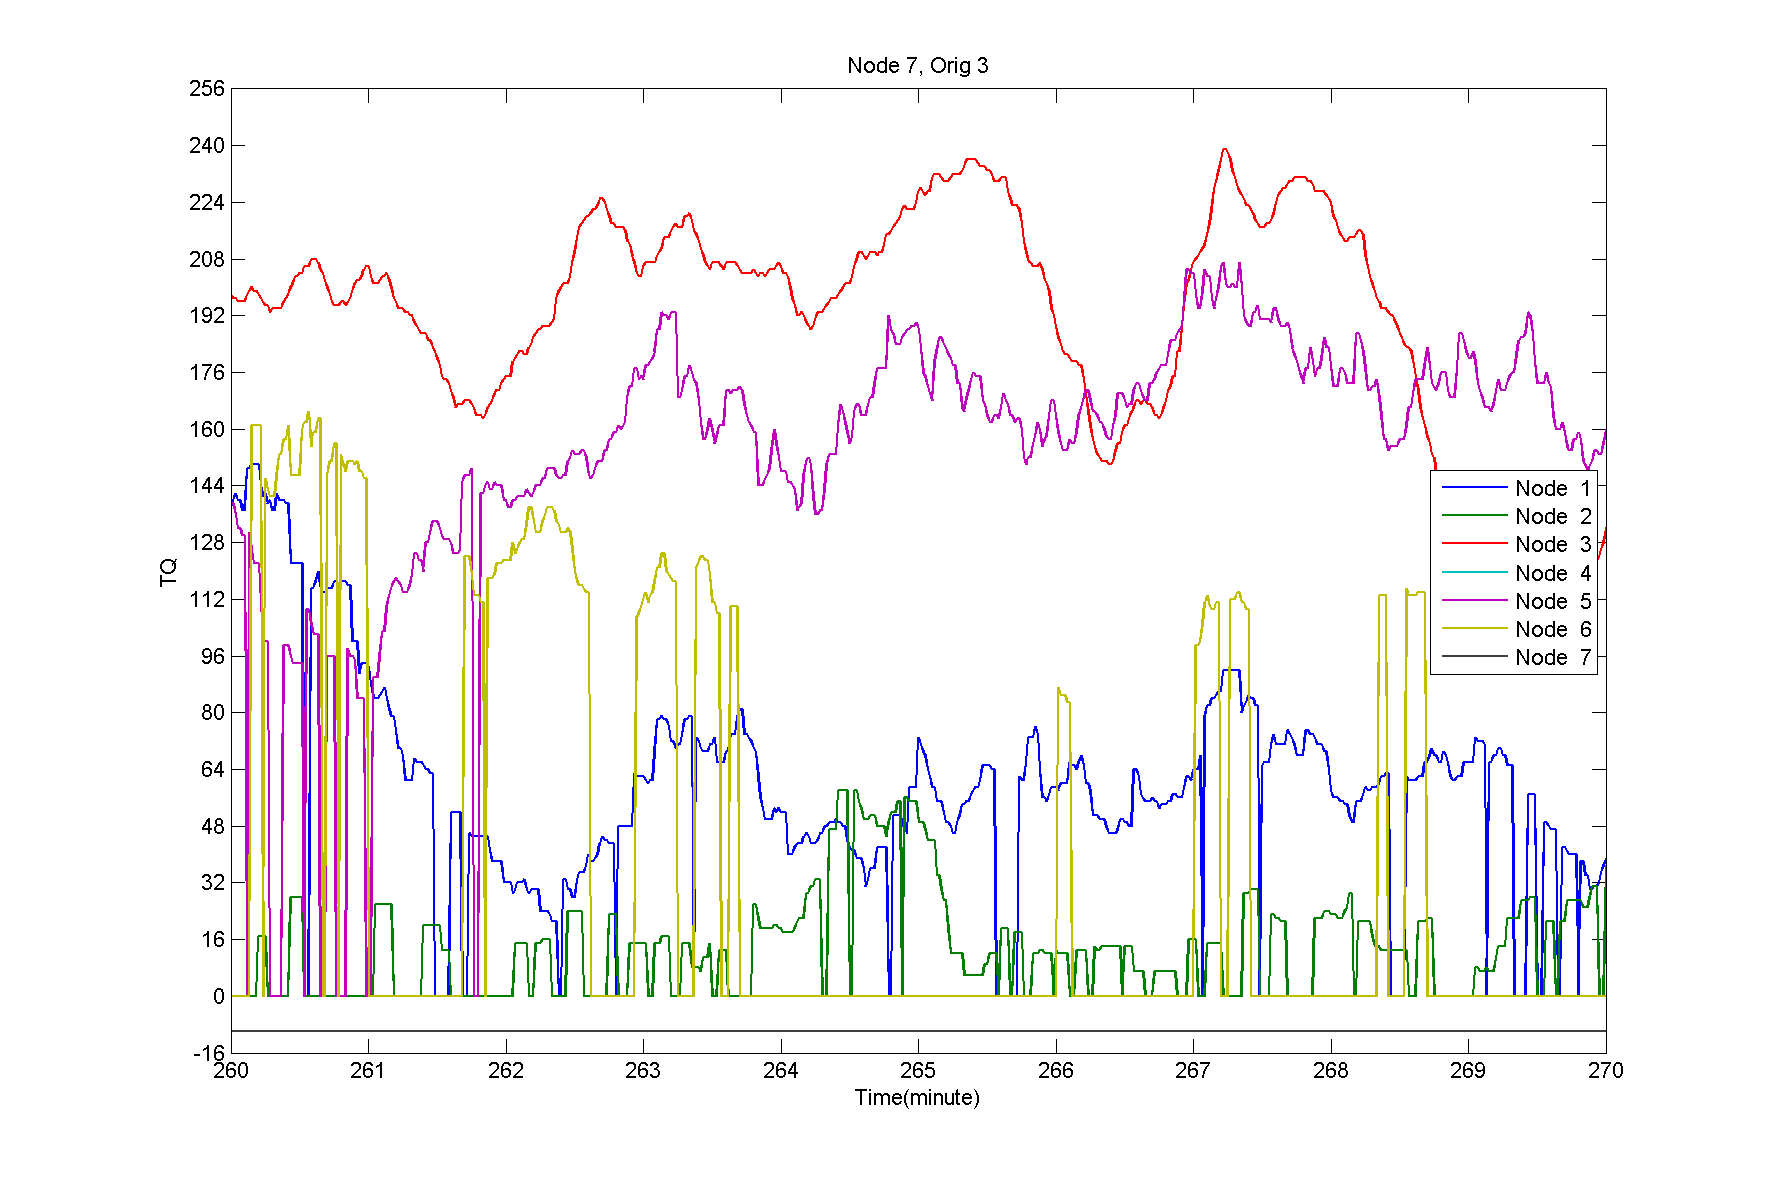 Node 7, Orig 3
256
240
224
208
192
176
160
144
128
112
96
80
64
48
32
16
0
-16
TQ
Node 1
Node 2
Node 3
Node 4
Node 5
Node 6
Node 7
260 261 262 263 264 265 266 267 268 269 270
Time(minute)